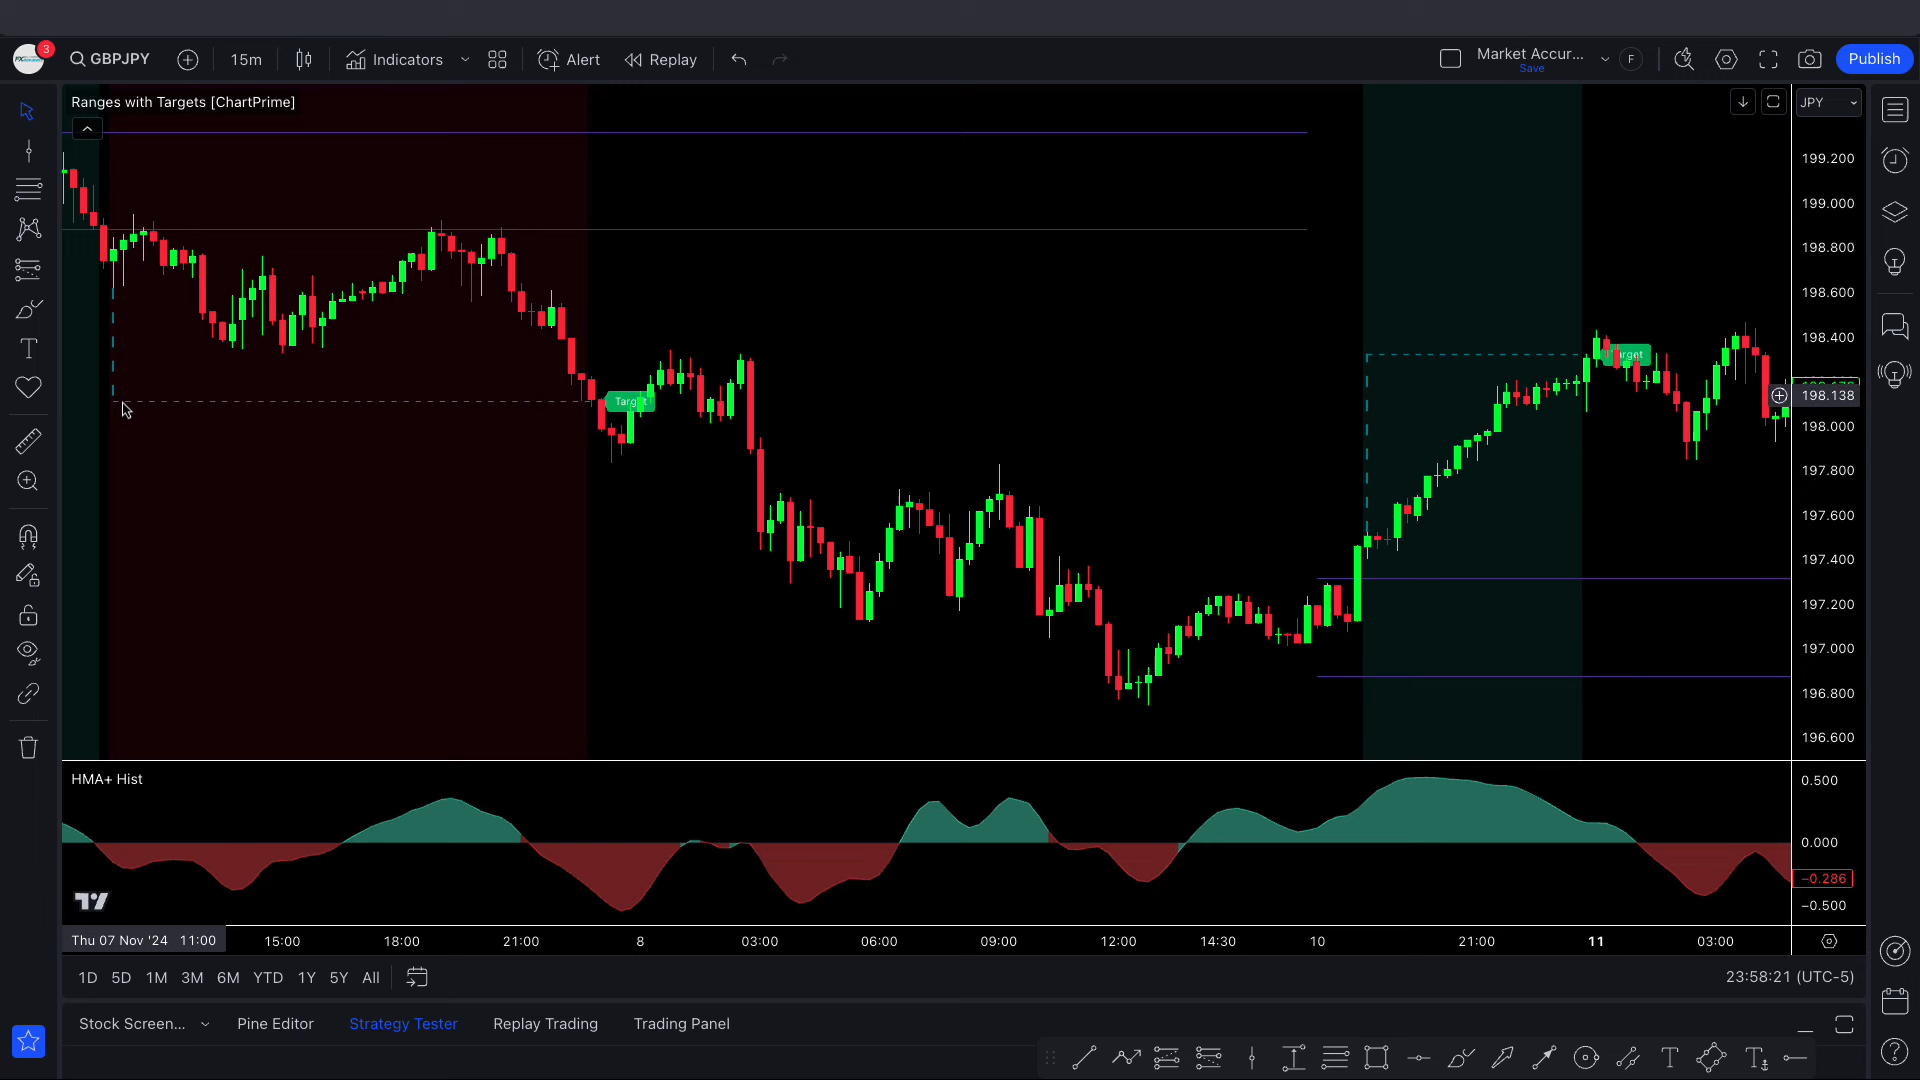 3
GBPJPY
15m
Indicators
Alert
Replay
Market Accur...
Save
F
Publish
Ranges with Targets [ChartPrime]
JPY
199.200
199.000
198.800
198.600
198.400
198.138
198.000
197.800
197.600
197.400
197.200
197.000
196.800
196.600
Target
Target
HMA+ Hist
0.500
0.000
−0.286
−0.500
Thu 07 Nov '24 11:00
15:00
18:00
21:00
8
03:00
06:00
09:00
12:00
14:30
10
21:00
11
03:00
1D 5D 1M 3M 6M YTD 1Y 5Y All
23:58:21 (UTC-5)
Stock Screen...
Pine Editor
Strategy Tester
Replay Trading
Trading Panel